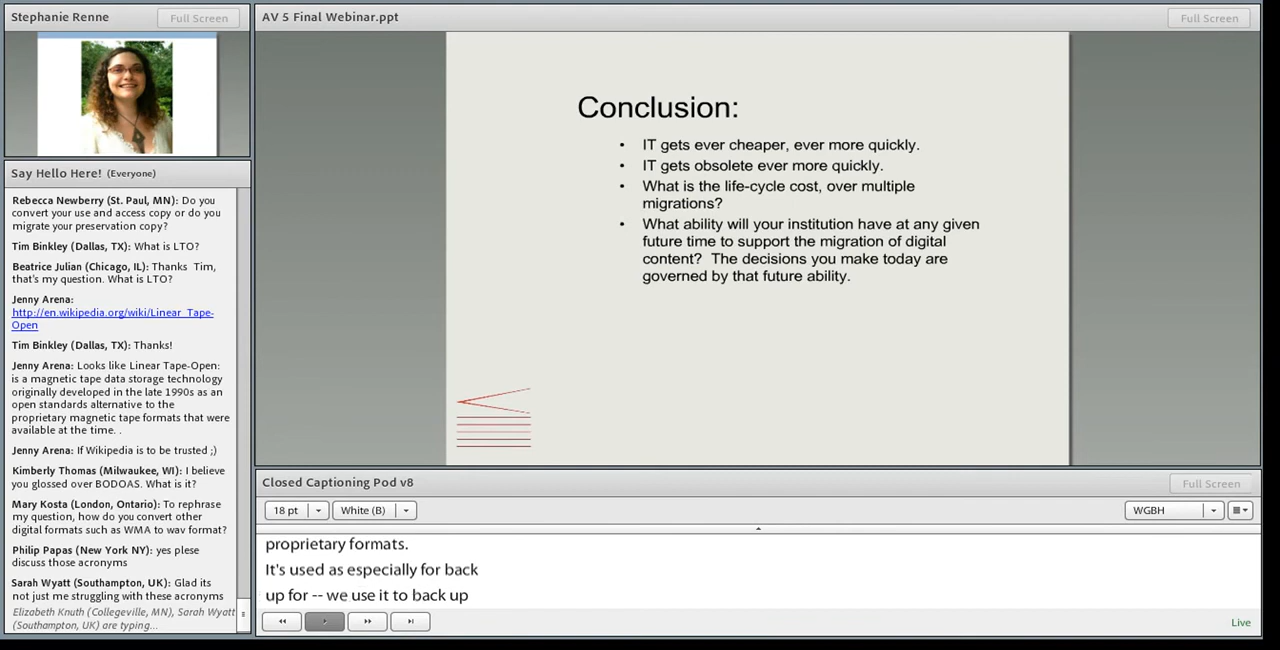 Stephanie Renne
Full Screen
Say Hello Here! (Everyone)
Rebecca Newberry (St. Paul, MN): Do you
convert your use and access copy or do you
migrate your preservation copy?
Tim Binkley (Dallas, TX): What is LTO?
Beatrice Julian (Chicago, IL): Thanks Tim,
that's my question. What is LTO?
Jenny Arena:
http://en.wikipedia.org/wiki/Linear_Tape-
Open
Tim Binkley (Dallas, TX): Thanks!
Jenny Arena: Looks like Linear Tape-Open:
is a magnetic tape data storage technology
originally developed in the late 1990s as an
open standards alternative to the
proprietary magnetic tape formats that were
available at the time. .
Jenny Arena: If Wikipedia is to be trusted ;)
Kimberly Thomas (Milwaukee, WI): I believe
you glossed over BODOAS. What is it?
Mary Kosta (London, Ontario): To rephrase
my question, how do you convert other
digital formats such as WMA to wav format?
Philip Papas (New York NY): yes plese
discuss those acronyms
Sarah Wyatt (Southampton, UK): Glad its
not just me struggling with these acronyms
Elizabeth Knuth (Collegeville, MN), Sarah Wyatt
(Southampton, UK) are typing...
AV 5 Final Webinar.ppt
Full Screen
Conclusion:
• IT gets ever cheaper, ever more quickly.
• IT gets obsolete ever more quickly.
• What is the life-cycle cost, over multiple
migrations?
• What ability will your institution have at any given
future time to support the migration of digital
content? The decisions you make today are
governed by that future ability.
Closed Captioning Pod v8
Full Screen
18 pt
White (B)
WGBH
proprietary formats.
It's used as especially for back
up for -- we use it to back up
Live